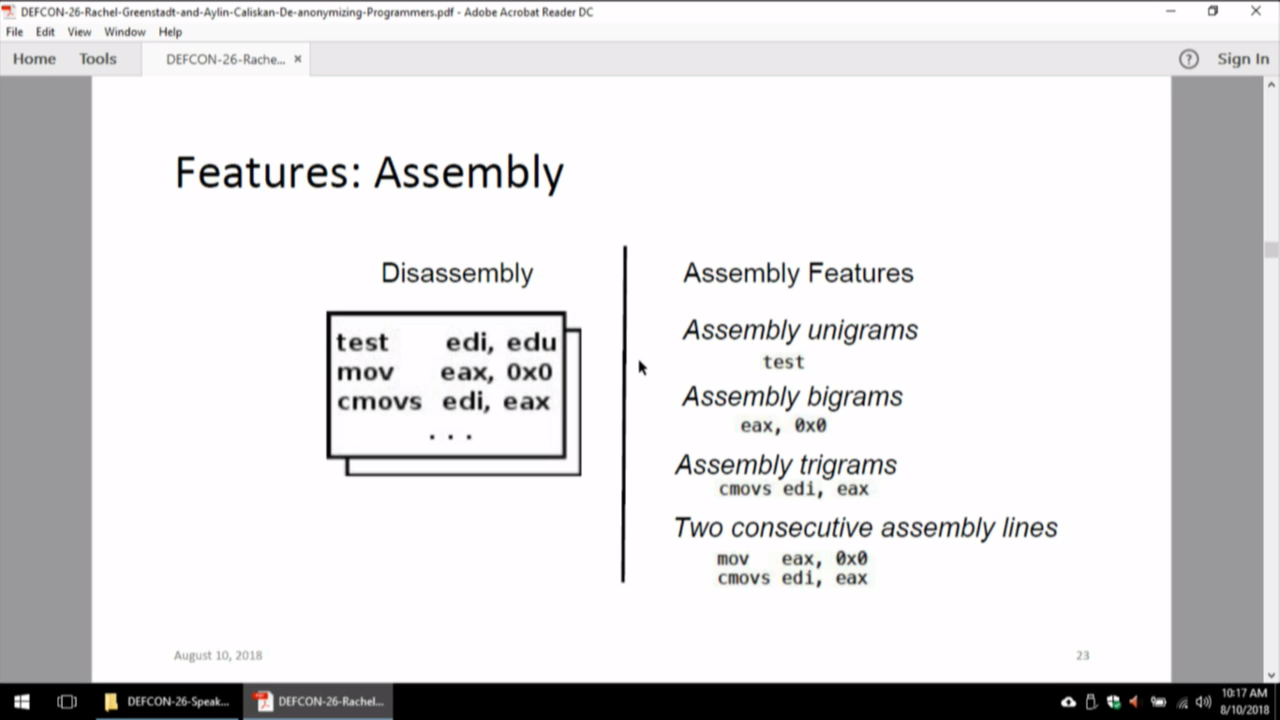 DEFCON-26-Rachel-Greenstadt-and-Aylin-Caliskan-De-anonymizing-Programmers.pdf - Adobe Acrobat Reader DC
File Edit View Window Help
Home Tools DEFCON-26-Rache... × ? Sign In
Features: Assembly
Disassembly
test edi, edu
mov eax, 0x0
cmovs edi, eax
. . .
Assembly Features
Assembly unigrams
test
Assembly bigrams
eax, 0x0
Assembly trigrams
cmovs edi, eax
Two consecutive assembly lines
mov eax, 0x0
cmovs edi, eax
August 10, 2018 23
DEFCON-26-Speak... DEFCON-26-Rachel... 10:17 AM
8/10/2018